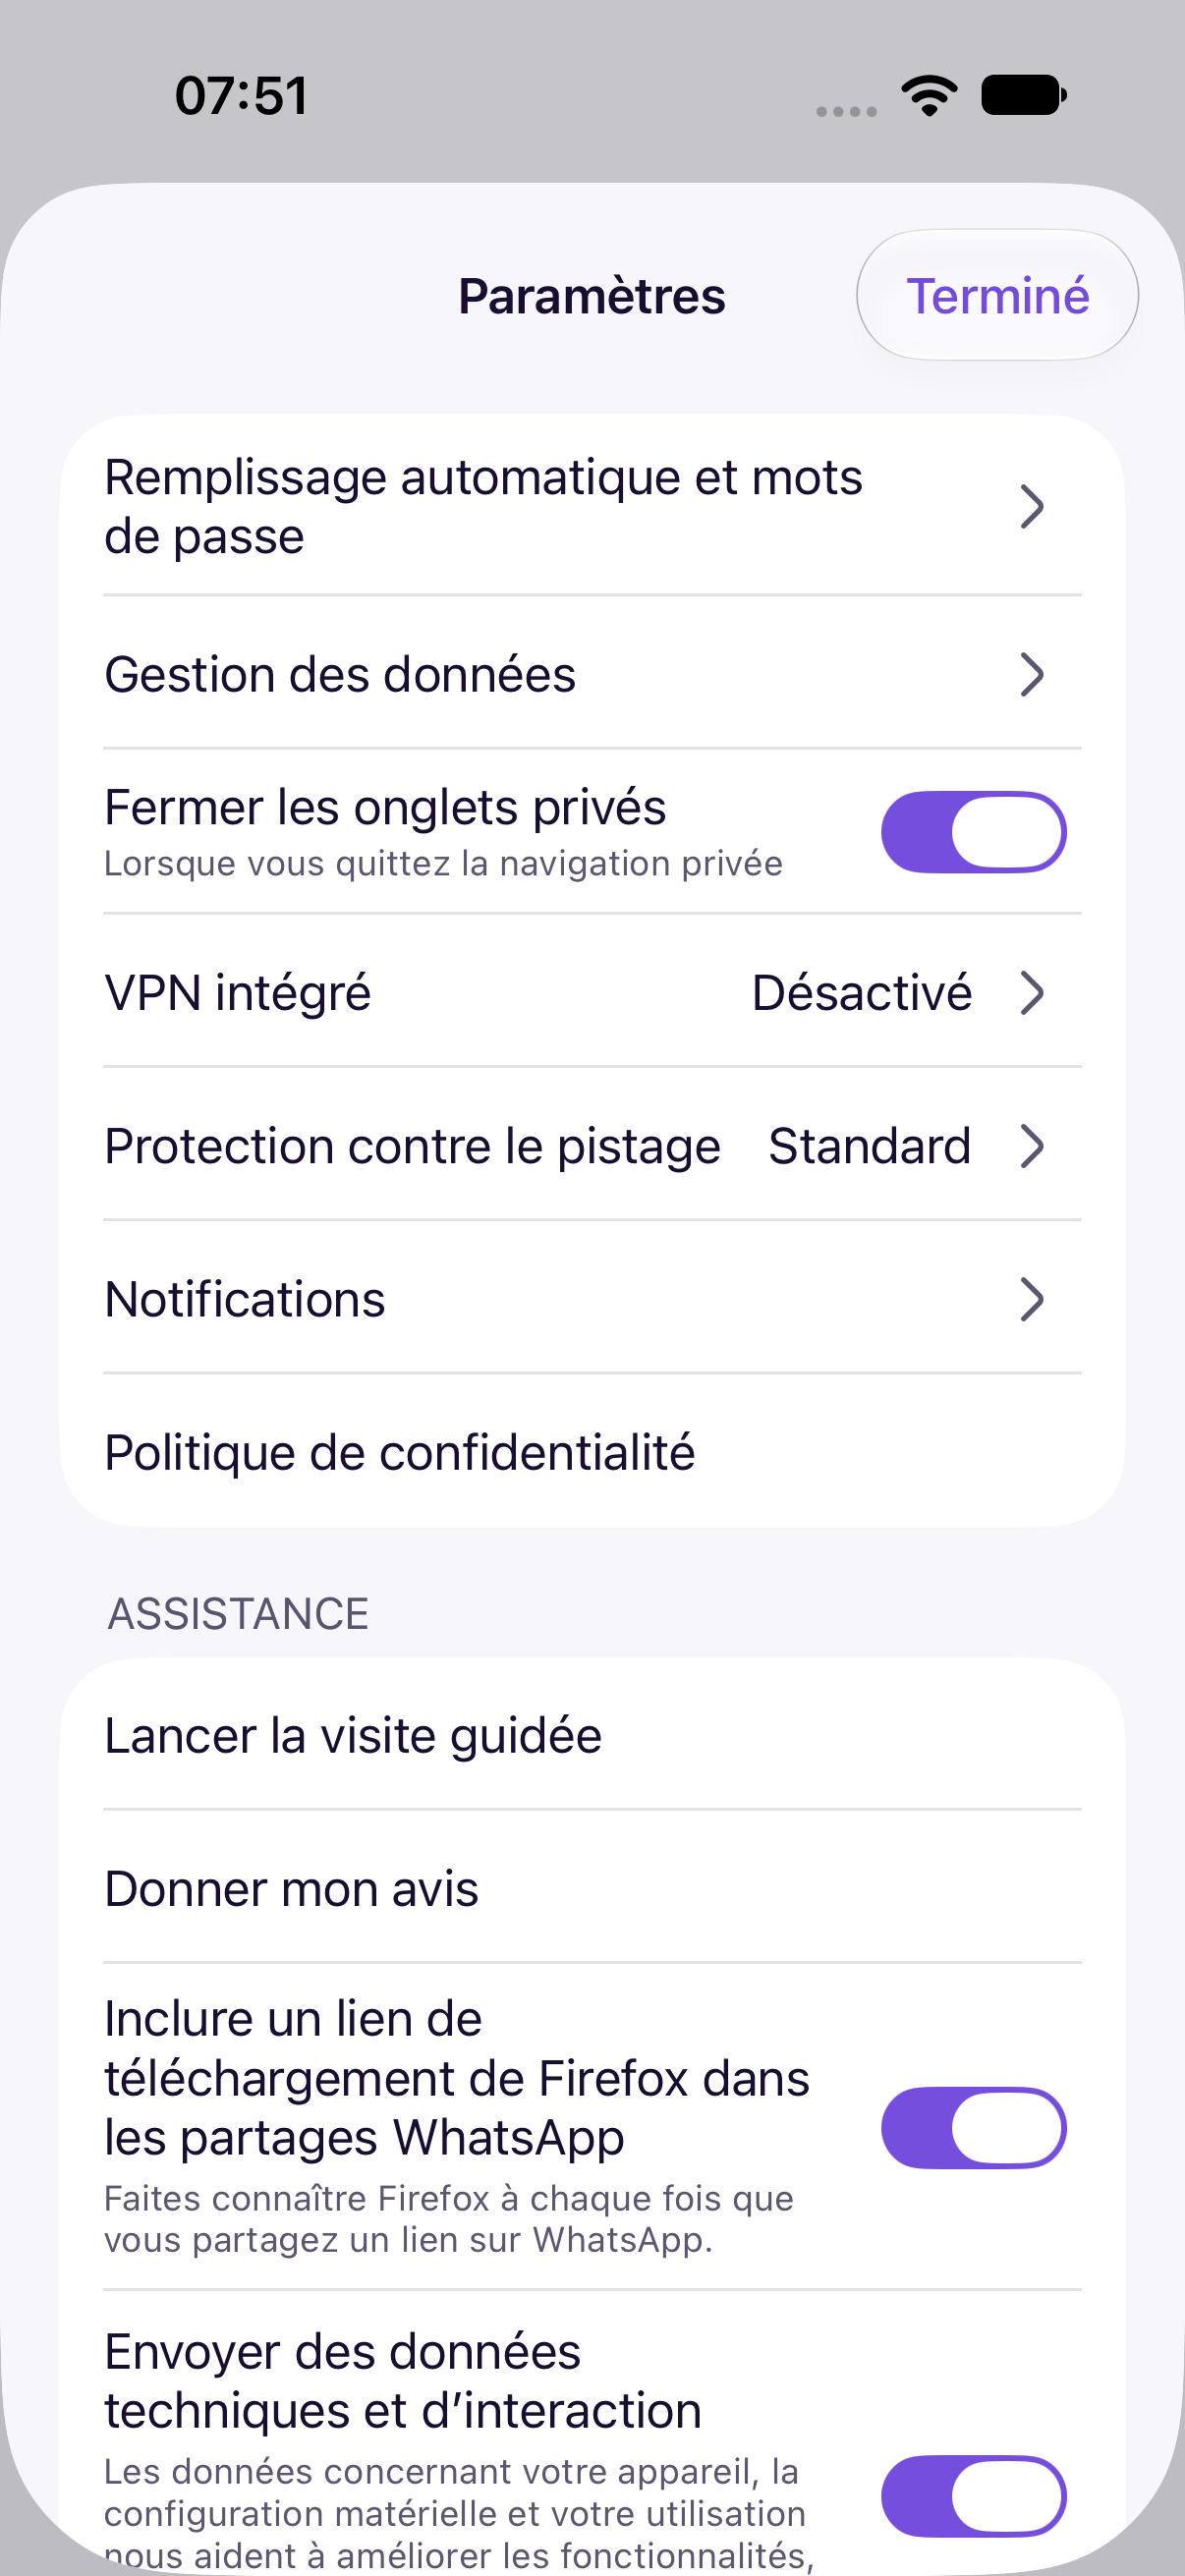 07:51
Paramètres
Terminé
Remplissage automatique et mots
de passe
Gestion des données
Fermer les onglets privés
Lorsque vous quittez la navigation privée
VPN intégré Désactivé
Protection contre le pistage Standard
Notifications
Politique de confidentialité
ASSISTANCE
Lancer la visite guidée
Donner mon avis
Inclure un lien de
téléchargement de Firefox dans
les partages WhatsApp
Faites connaître Firefox à chaque fois que
vous partagez un lien sur WhatsApp.
Envoyer des données
techniques et d’interaction
Les données concernant votre appareil, la
configuration matérielle et votre utilisation
nous aident à améliorer les fonctionnalités,